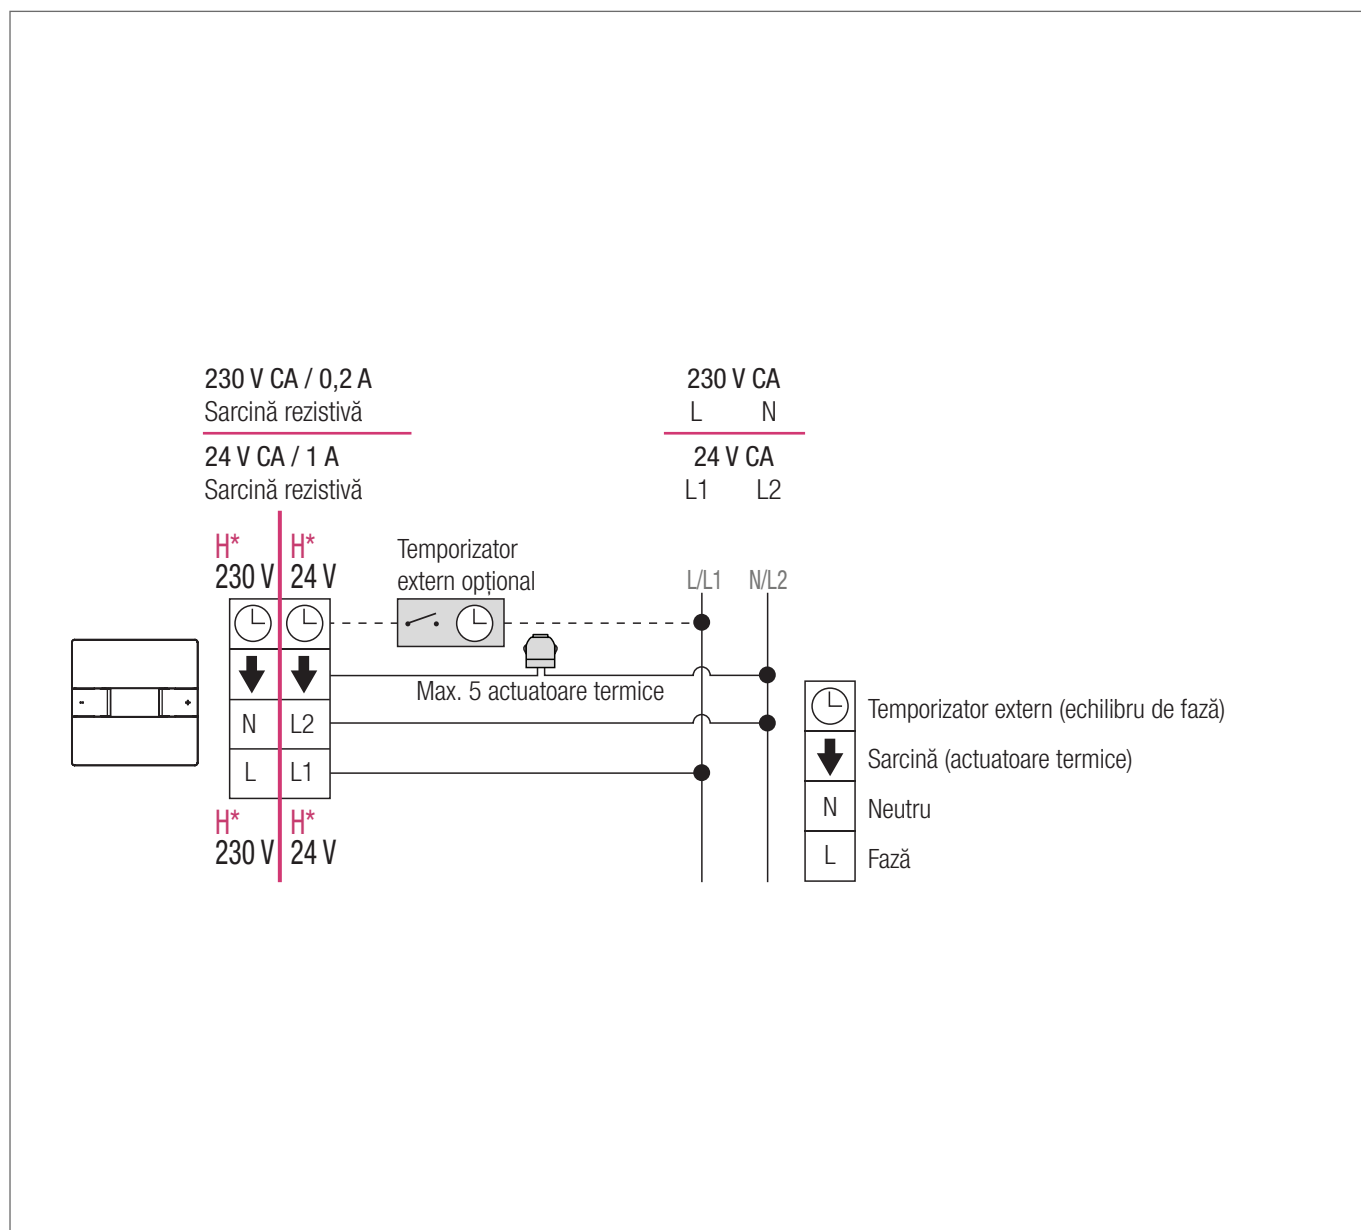 230 V CA / 0,2 A
Sarcină rezistivă
24 V CA / 1 A
Sarcină rezistivă
230 V CA
L N
24 V CA
L1 L2
H* H*
230 V 24 V
Temporizator
extern opțional
L/L1 N/L2
Max. 5 actuatoare termice
- +
N L2
L L1
H* H*
230 V 24 V
Temporizator extern (echilibru de fază)
Sarcină (actuatoare termice)
N Neutru
L Fază